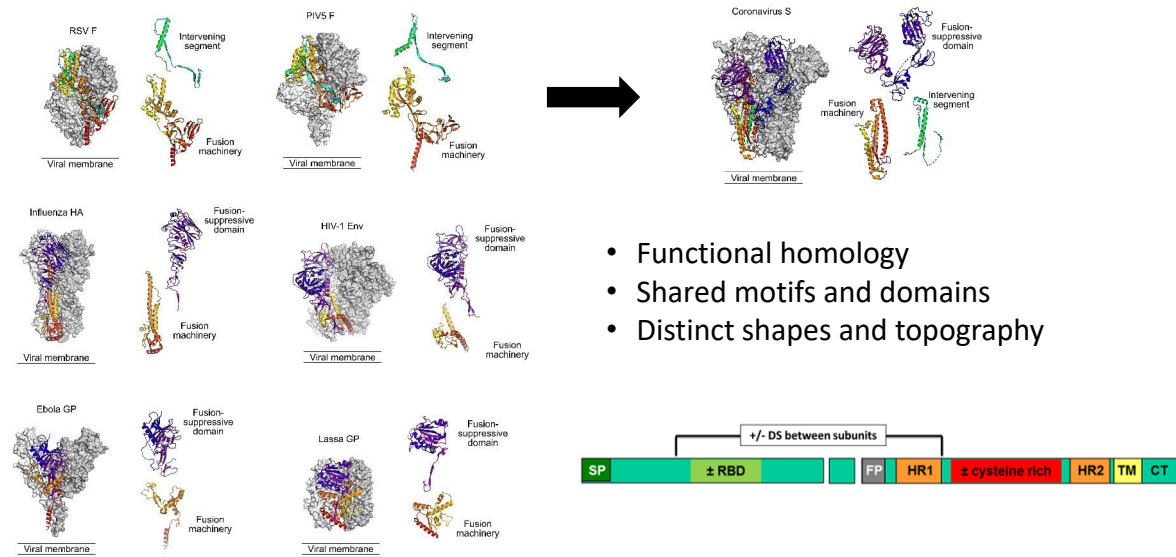 RSV F
Intervening
segment
Fusion
machinery
Viral membrane
PIV5 F
Intervening
segment
Fusion
machinery
Viral membrane
Coronavirus S
Fusion-
suppressive
domain
Fusion
machinery
Intervening
segment
Viral membrane
Influenza HA
Fusion-
suppressive
domain
Fusion
machinery
Viral membrane
HIV-1 Env
Fusion-
suppressive
domain
Fusion
machinery
Viral membrane
• Functional homology
• Shared motifs and domains
• Distinct shapes and topography
Ebola GP
Fusion-
suppressive
domain
Fusion
machinery
Viral membrane
Lassa GP
Fusion-
suppressive
domain
Fusion
machinery
Viral membrane
+/- DS between subunits
SP ± RBD FP HR1 ± cysteine rich HR2 TM CT